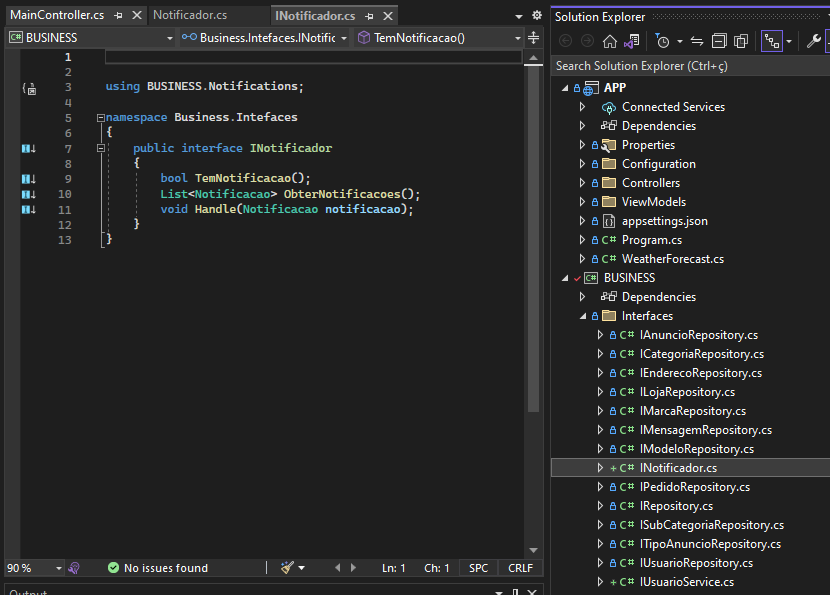 MainController.cs
Notificador.cs
INotificador.cs
BUSINESS
Business.Intefaces.INotific
TemNotificacao()
1
2
3 using BUSINESS.Notifications;
4
5 namespace Business.Intefaces
6 {
7 public interface INotificador
8 {
9 bool TemNotificacao();
10 List<Notificacao> ObterNotificacoes();
11 void Handle(Notificacao notificacao);
12 }
13 }
90 %
No issues found
Ln: 1
Ch: 1
SPC
CRLF
Output
Solution Explorer
Search Solution Explorer (Ctrl+ç)
APP
Connected Services
Dependencies
Properties
Configuration
Controllers
ViewModels
appsettings.json
C# Program.cs
C# WeatherForecast.cs
C# BUSINESS
Dependencies
Interfaces
C# IAnuncioRepository.cs
C# ICategoriaRepository.cs
C# IEnderecoRepository.cs
C# ILojaRepository.cs
C# IMarcaRepository.cs
C# IMensagemRepository.cs
C# IModeloRepository.cs
+ C# INotificador.cs
C# IPedidoRepository.cs
C# IRepository.cs
C# ISubCategoriaRepository.cs
C# ITipoAnuncioRepository.cs
C# IUsuarioRepository.cs
+ C# IUsuarioService.cs